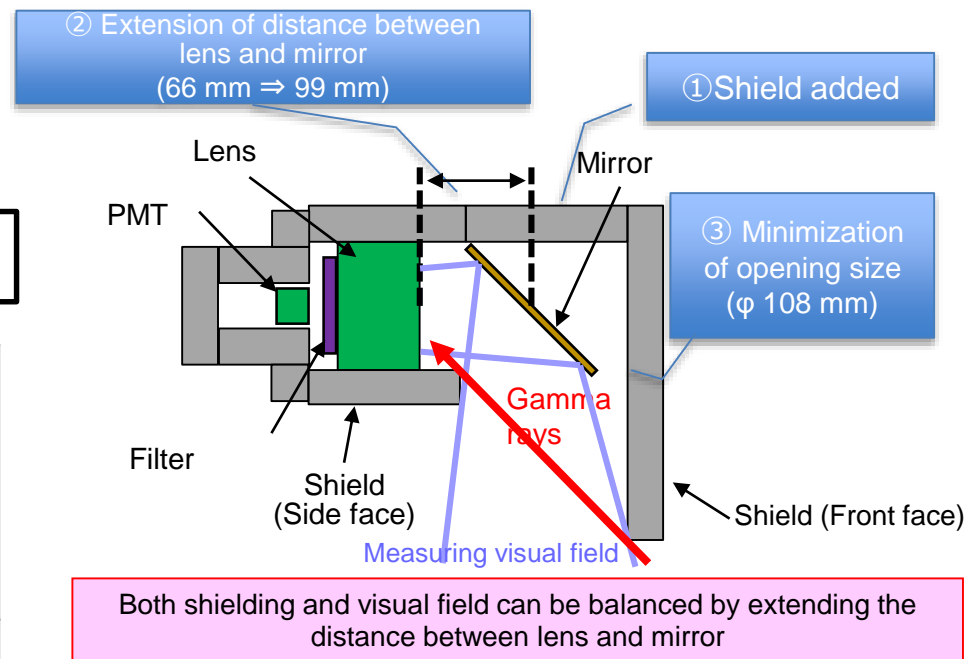 ② Extension of distance between
lens and mirror
(66 mm ⇒ 99 mm)
①Shield added
Lens
Mirror
PMT
③ Minimization
of opening size
(φ 108 mm)
Gamma
rays
Filter
Shield
(Side face)
Shield (Front face)
Measuring visual field
Both shielding and visual field can be balanced by extending the
distance between lens and mirror